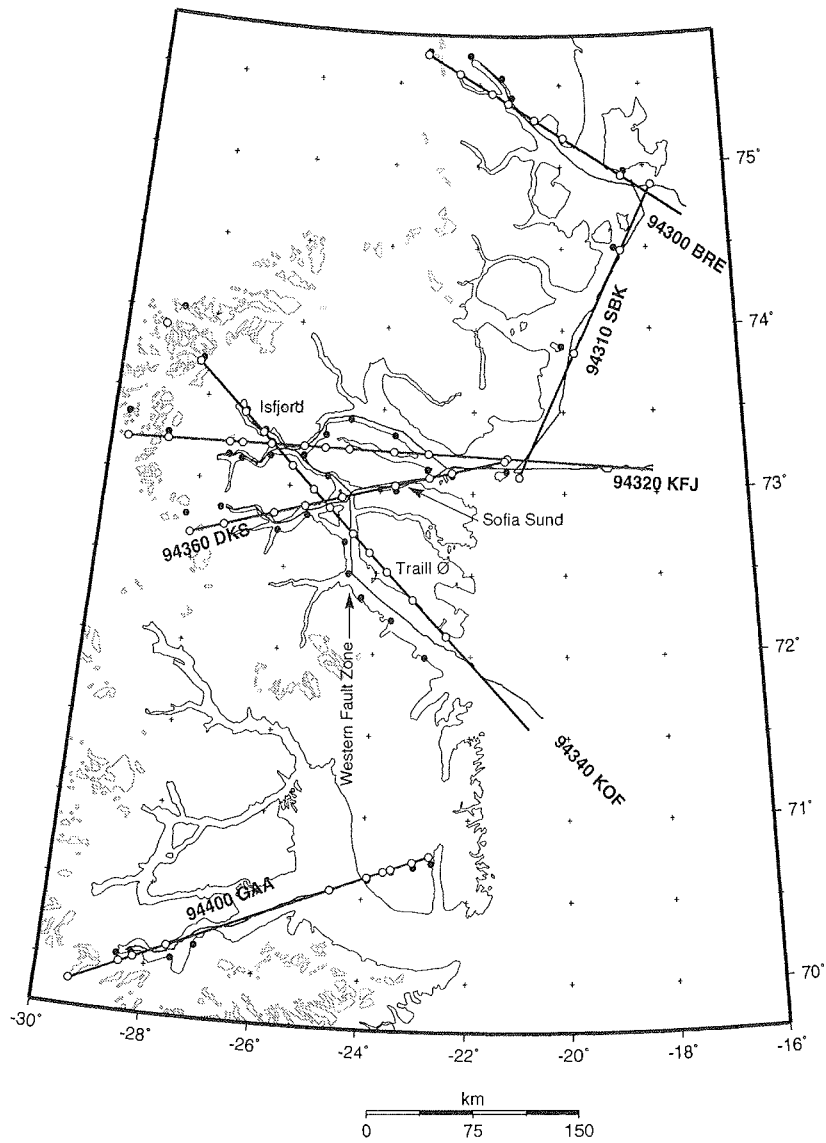 75°
94300 BRE
74°
94310 SBK
Isfjord
94320 KFJ
73°
Sofia Sund
94360 DKS
Traill Ø
72°
Western Fault Zone
94340 KOF
71°
94400 GAA
70°
-30°
-28°
-26°
-24°
-22°
-20°
-18°
-16°
km
0
75
150